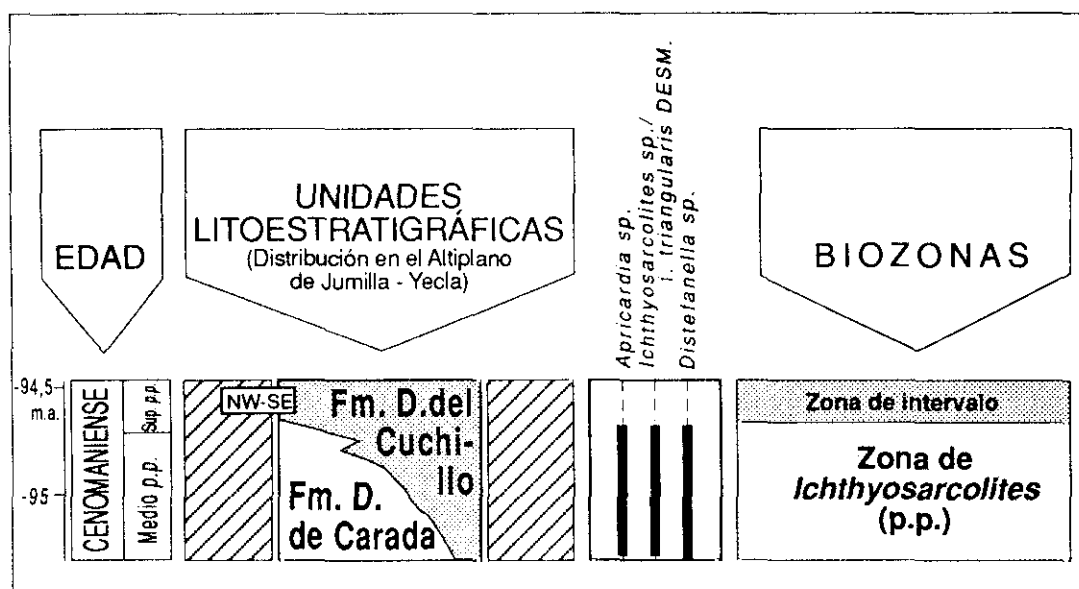 EDAD
UNIDADES
LITOESTRATIGRÁFICAS
(Distribución en el Altiplano
de Jumilla - Yecla)
Apricardia sp.
Ichthyosarcolites sp./
i. triangularis DESM.
Distefanella sp.
BIOZONAS
-94,5
m.a.
-95
CENOMANIENSE
Sup p.p.
Medio p.p.
NW-SE
Fm. D.del
Cuchi-
llo
Fm. D.
de Carada
Zona de intervalo
Zona de
Ichthyosarcolites
(p.p.)